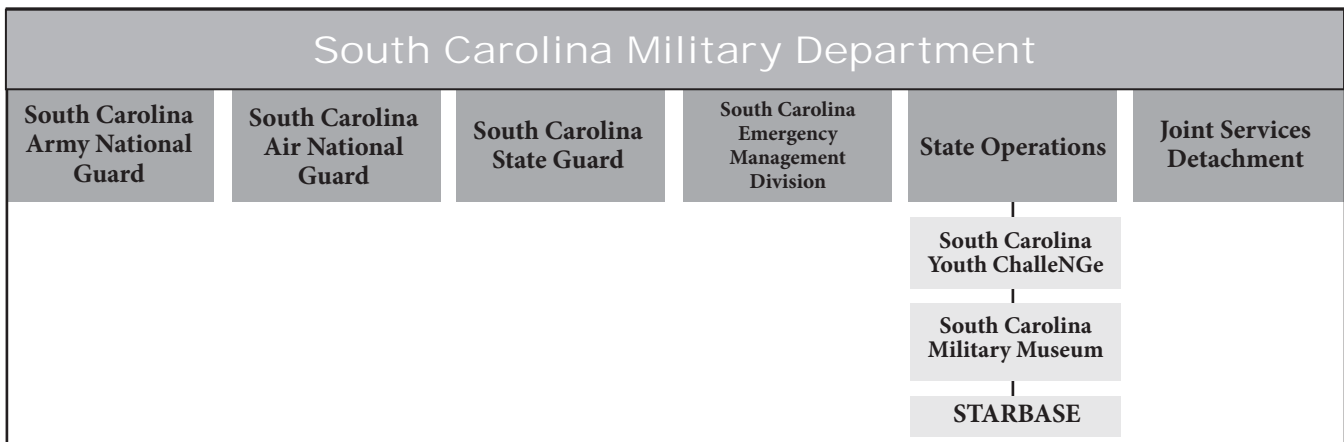 South Carolina Military Department
South Carolina
Army National
Guard
South Carolina
Air National
Guard
South Carolina
State Guard
South Carolina
Emergency
Management
Division
State Operations
Joint Services
Detachment
South Carolina
Youth ChalleNGe
South Carolina
Military Museum
STARBASE